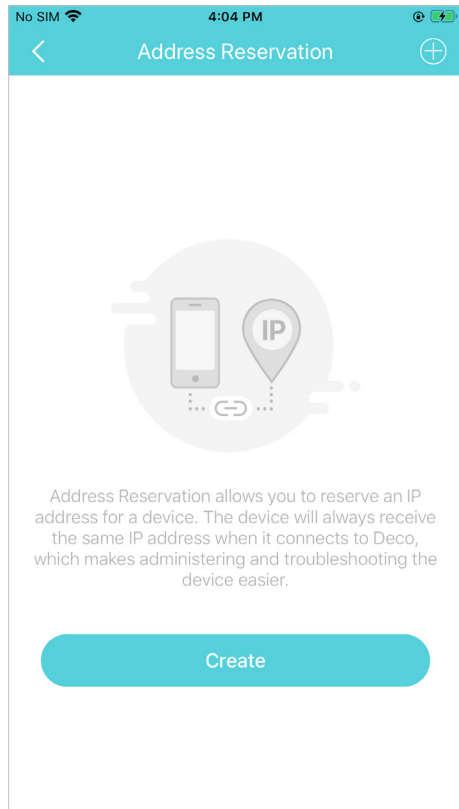 No SIM 4:04 PM
Address Reservation
IP
Address Reservation allows you to reserve an IP
address for a device. The device will always receive
the same IP address when it connects to Deco,
which makes administering and troubleshooting the
device easier.
Create